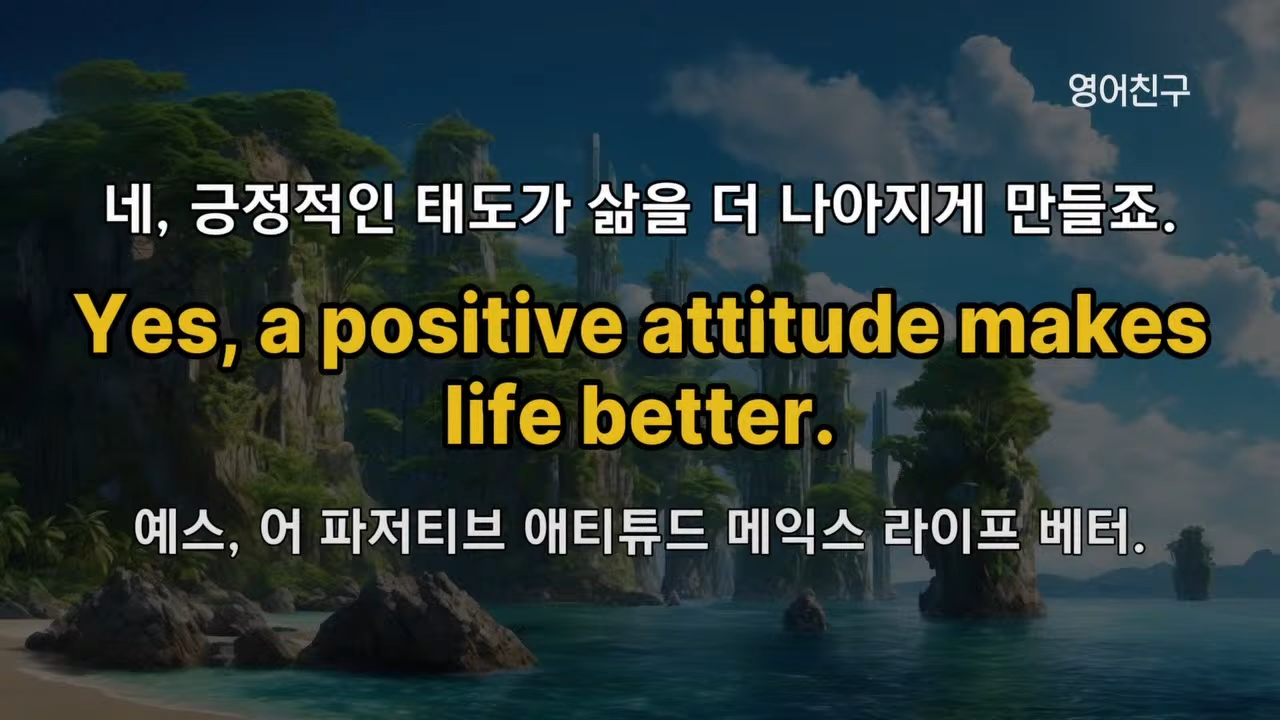 영어친구
네, 긍정적인 태도가 삶을 더 나아지게 만들죠.
Yes, a positive attitude makes
life better.
예스, 어 파저티브 애티튜드 메익스 라이프 베터.